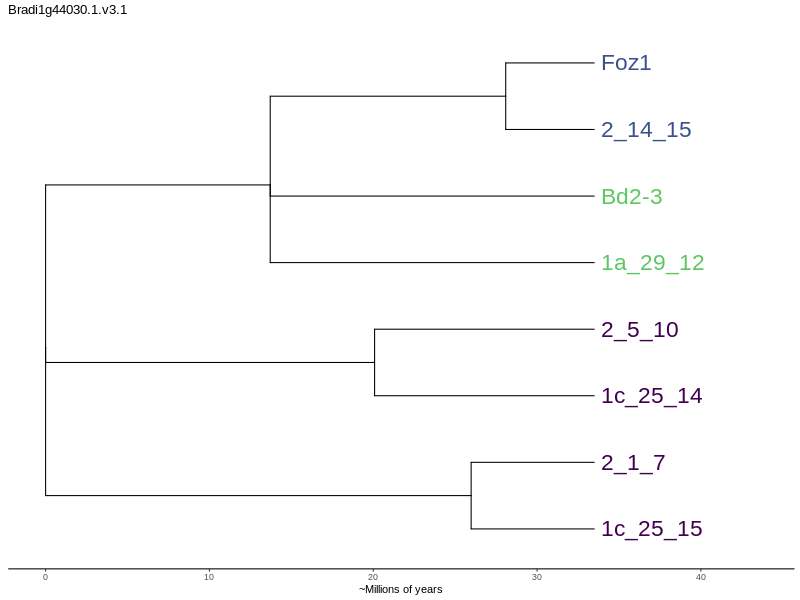 Bradi1g44030.1.v3.1
Foz1
2_14_15
Bd2-3
1a_29_12
2_5_10
1c_25_14
2_1_7
1c_25_15
0 10 20 30 40
~Millions of years